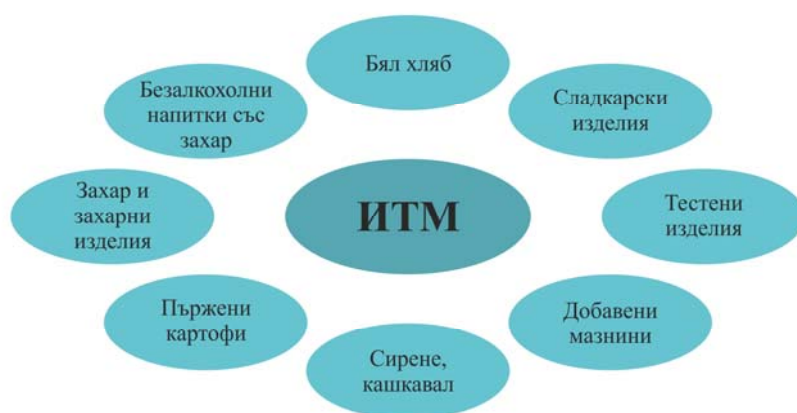 Бял хляб
Безалкохолни
напитки със
захар
Сладкарски
изделия
Захар и
захарни
изделия
ИТМ
Тестени
изделия
Пържени
картофи
Добавени
мазнини
Сирене,
кашкавал